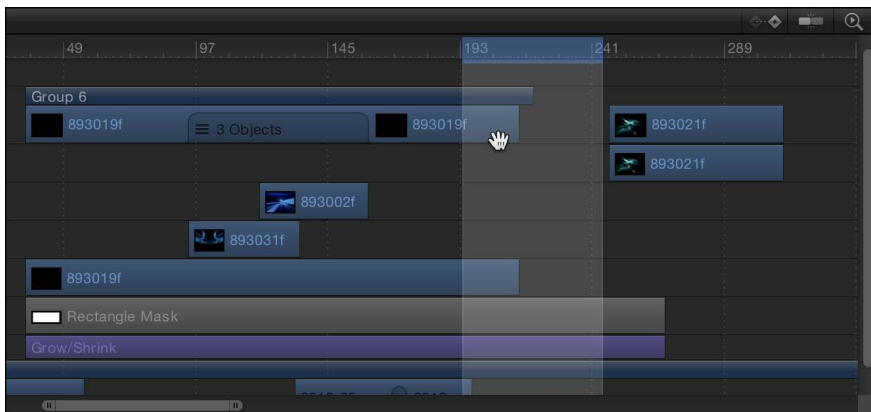 49 97 145 193 241 289
Group 6
893019f 3 Objects 893019f 893021f
893021f
893002f
893031f
893019f
Rectangle Mask
Grow/Shrink